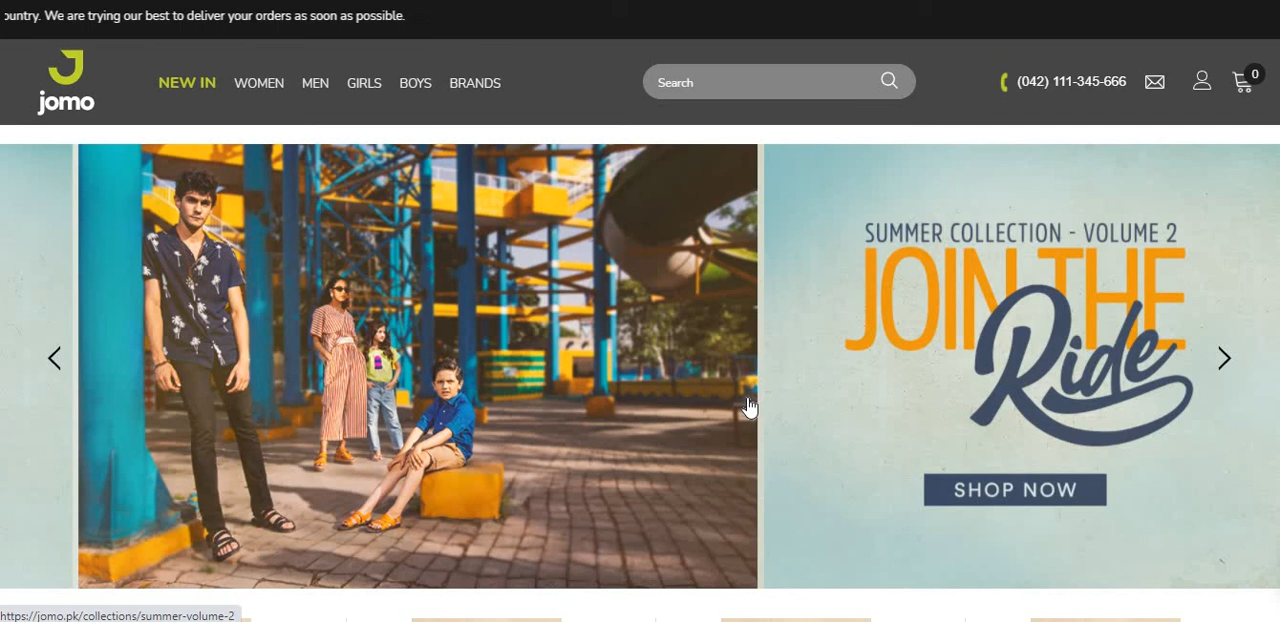 ountry. We are trying our best to deliver your orders as soon as possible.
jomo
NEW IN WOMEN MEN GIRLS BOYS BRANDS
Search
(042) 111-345-666
0
SUMMER COLLECTION - VOLUME 2
JOIN THE
Ride
SHOP NOW
https://jomo.pk/collections/summer-volume-2